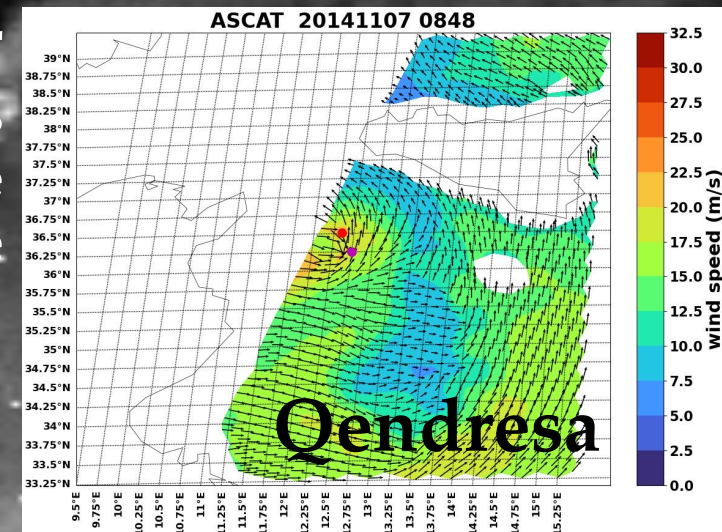 ASCAT 20141107 0848
39°N
38.75°N
38.5°N
38.25°N
38°N
37.75°N
37.5°N
37.25°N
37°N
36.75°N
36.5°N
36.25°N
36°N
35.75°N
35.5°N
35.25°N
35°N
34.75°N
34.5°N
34.25°N
34°N
33.75°N
33.5°N
33.25°N
Qendresa
9.5°E
9.75°E
10°E
10.25°E
10.5°E
10.75°E
11°E
11.25°E
11.5°E
11.75°E
12°E
12.25°E
12.5°E
12.75°E
13°E
13.25°E
13.5°E
13.75°E
14°E
14.25°E
14.5°E
14.75°E
15°E
15.25°E
32.5
30.0
27.5
25.0
22.5
20.0
17.5
15.0
12.5
10.0
7.5
5.0
2.5
0.0
wind speed (m/s)